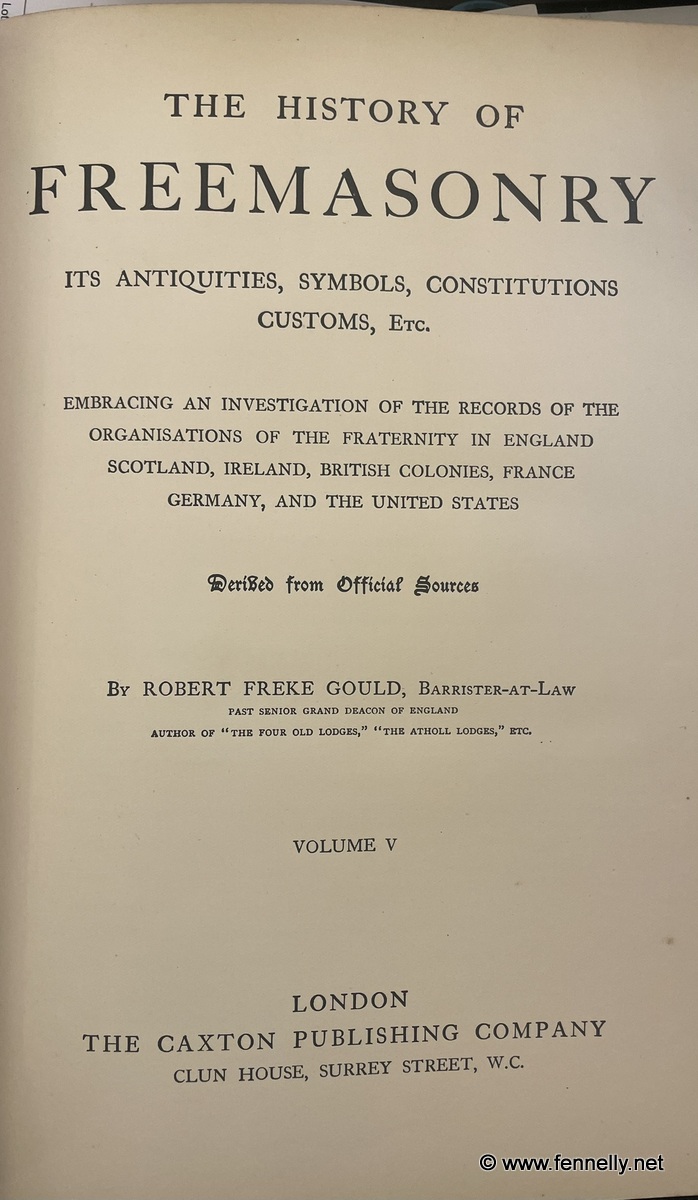 Lot
THE HISTORY OF
FREEMASONRY
ITS ANTIQUITIES, SYMBOLS, CONSTITUTIONS
CUSTOMS, ETC.
EMBRACING AN INVESTIGATION OF THE RECORDS OF THE
ORGANISATIONS OF THE FRATERNITY IN ENGLAND
SCOTLAND, IRELAND, BRITISH COLONIES, FRANCE
GERMANY, AND THE UNITED STATES
Derived from Official Sources
BY ROBERT FREKE GOULD, BARRISTER-AT-LAW
PAST SENIOR GRAND DEACON OF ENGLAND
AUTHOR OF "THE FOUR OLD LODGES," "THE ATHOLL LODGES," ETC.
VOLUME V
LONDON
THE CAXTON PUBLISHING COMPANY
CLUN HOUSE, SURREY STREET, W.C.
© www.fennelly.net